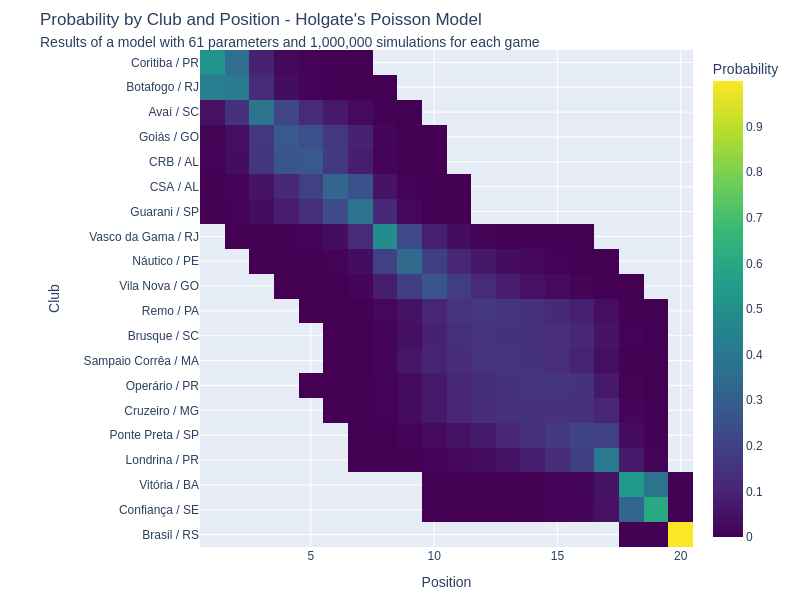 Probability by Club and Position - Holgate's Poisson Model
Results of a model with 61 parameters and 1,000,000 simulations for each game
Probability
Coritiba / PR
Botafogo / RJ
Avaí / SC
Goiás / GO
CRB / AL
CSA / AL
Guarani / SP
Vasco da Gama / RJ
Náutico / PE
Vila Nova / GO
Remo / PA
Brusque / SC
Sampaio Corrêa / MA
Operário / PR
Cruzeiro / MG
Ponte Preta / SP
Londrina / PR
Vitória / BA
Confiança / SE
Brasil / RS
Club
5
10
15
20
Position
0.9
0.8
0.7
0.6
0.5
0.4
0.3
0.2
0.1
0